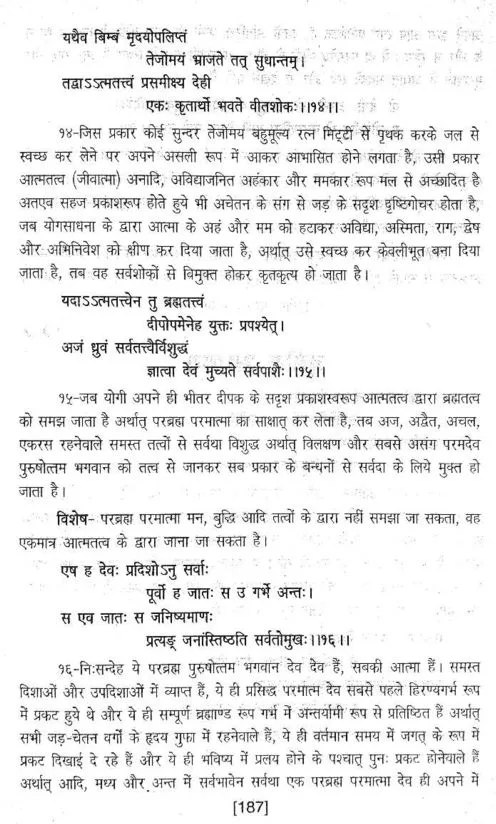 यथैव बिम्बं मृदयोपलिप्तं
तेजोमयं भ्राजते तत् सुधान्तम्।
तद्वाऽऽत्मतत्त्वं प्रसमीक्ष्य देही
एकः कृतार्थो भवते वीतशोकः।।१४।।
१४-जिस प्रकार कोई सुन्दर तेजोमय बहुमूल्य रत्न मिट्टी से पृथक करके जल से
स्वच्छ कर लेने पर अपने असली रूप में आकर आभासित होने लगता है, उसी प्रकार
आत्मतत्व (जीवात्मा) अनादि, अविद्याजनित अहंकार और ममकार रूप मल से अच्छादित है
अतएव सहज प्रकाशरूप होते हुये भी अचेतन के संग से जड़ के सदृश दृष्टिगोचर होता है,
जब योगसाधना के द्वारा आत्मा के अहं और मम को हटाकर अविद्या, अस्मिता, राग, द्वेष
और अभिनिवेश को क्षीण कर दिया जाता है, अर्थात् उसे स्वच्छ कर केवलीभूत बना दिया
जाता है, तब वह सर्वशोकों से विमुक्त होकर कृतकृत्य हो जाता है।
यदाऽऽत्मतत्त्वेन तु ब्रह्मतत्त्वं
दीपोपमेनेह युक्तः प्रपश्येत्।
अजं ध्रुवं सर्वतत्त्वैर्विशुद्धं
ज्ञात्वा देवं मुच्यते सर्वपाशैः।।१५।।
१५-जब योगी अपने ही भीतर दीपक के सदृश प्रकाशस्वरूप आत्मतत्व द्वारा ब्रह्मतत्व
को समझ जाता है अर्थात् परब्रह्म परमात्मा का साक्षात् कर लेता है, तब अज, अद्वैत, अचल,
एकरस रहनेवाले समस्त तत्वों से सर्वथा विशुद्ध अर्थात् विलक्षण और सबसे असंग परमदेव
पुरुषोत्तम भगवान को तत्व से जानकर सब प्रकार के बन्धनों से सर्वदा के लिये मुक्त हो
जाता है।
विशेष- परब्रह्म परमात्मा मन, बुद्धि आदि तत्वों के द्वारा नहीं समझा जा सकता, वह
एकमात्र आत्मतत्व के द्वारा जाना जा सकता है।
एष ह देवः प्रदिशोऽनु सर्वाः
पूर्वो ह जातः स उ गर्भे अन्तः।
स एव जातः स जनिष्यमाणः
प्रत्यङ् जनांस्तिष्ठति सर्वतोमुखः।।१६।।
१६-निःसन्देह ये परब्रह्म पुरुषोत्तम भगवान देव देव हैं, सबकी आत्मा हैं। समस्त
दिशाओं और उपदिशाओं में व्याप्त हैं, ये ही प्रसिद्ध परमात्म देव सबसे पहले हिरण्यगर्भ रूप
में प्रकट हुये थे और ये ही सम्पूर्ण ब्रह्माण्ड रूप गर्भ में अन्तर्यामी रूप से प्रतिष्ठित हैं अर्थात्
सभी जड़-चेतन वर्गों के हृदय गुफा में रहनेवाले हैं, ये ही वर्तमान समय में जगत् के रूप में
प्रकट दिखाई दे रहे हैं और ये ही भविष्य में प्रलय होने के पश्चात् पुनः प्रकट होनेवाले हैं
अर्थात् आदि, मध्य और अन्त में सर्वभावेन सर्वथा एक परब्रह्म परमात्मा देव ही अपने में
[187]